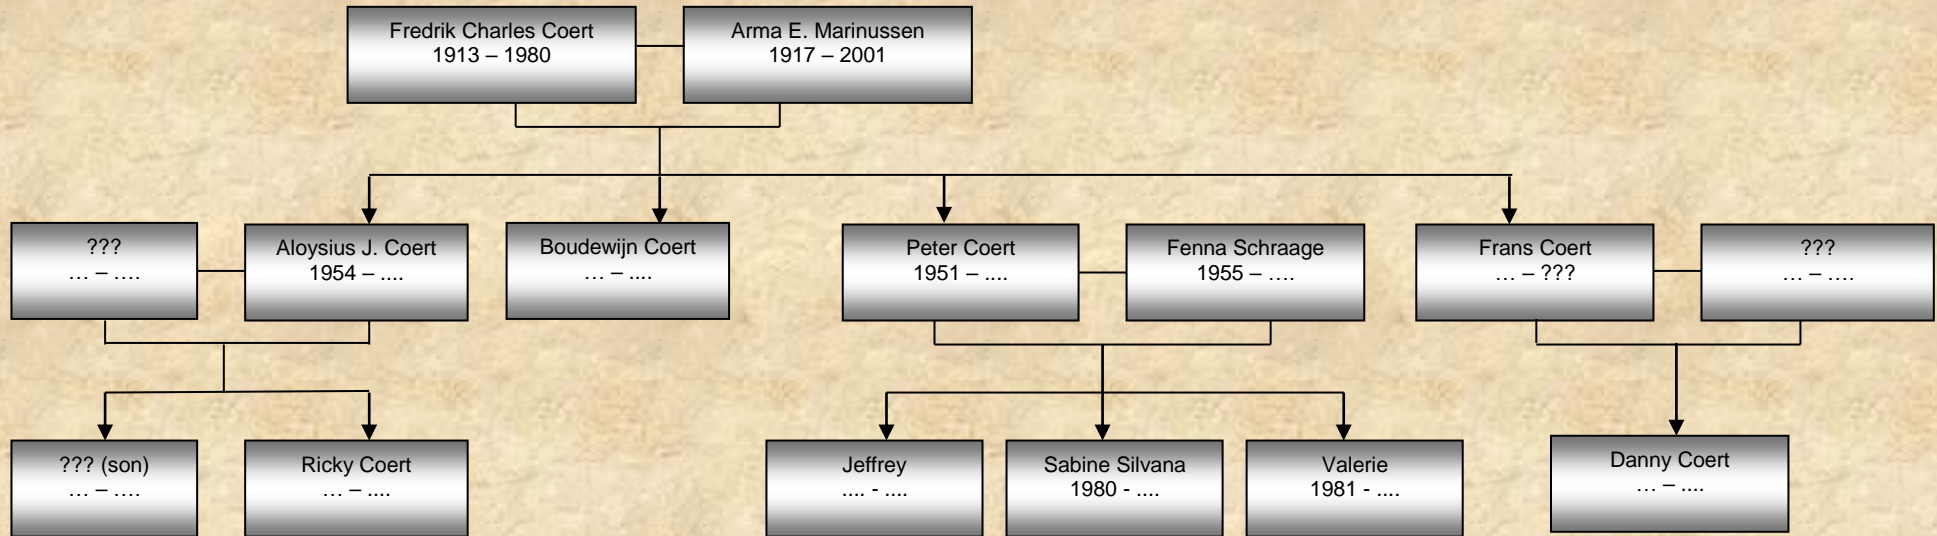 Fredrik Charles Coert
1913 – 1980
Arma E. Marinussen
1917 – 2001
???
… – ….
Aloysius J. Coert
1954 – ....
Boudewijn Coert
… – ....
Peter Coert
1951 – ....
Fenna Schraage
1955 – ….
Frans Coert
… – ???
???
… – ….
??? (son)
… – ….
Ricky Coert
… – ....
Jeffrey
.... - ....
Sabine Silvana
1980 - ....
Valerie
1981 - ....
Danny Coert
… – ....